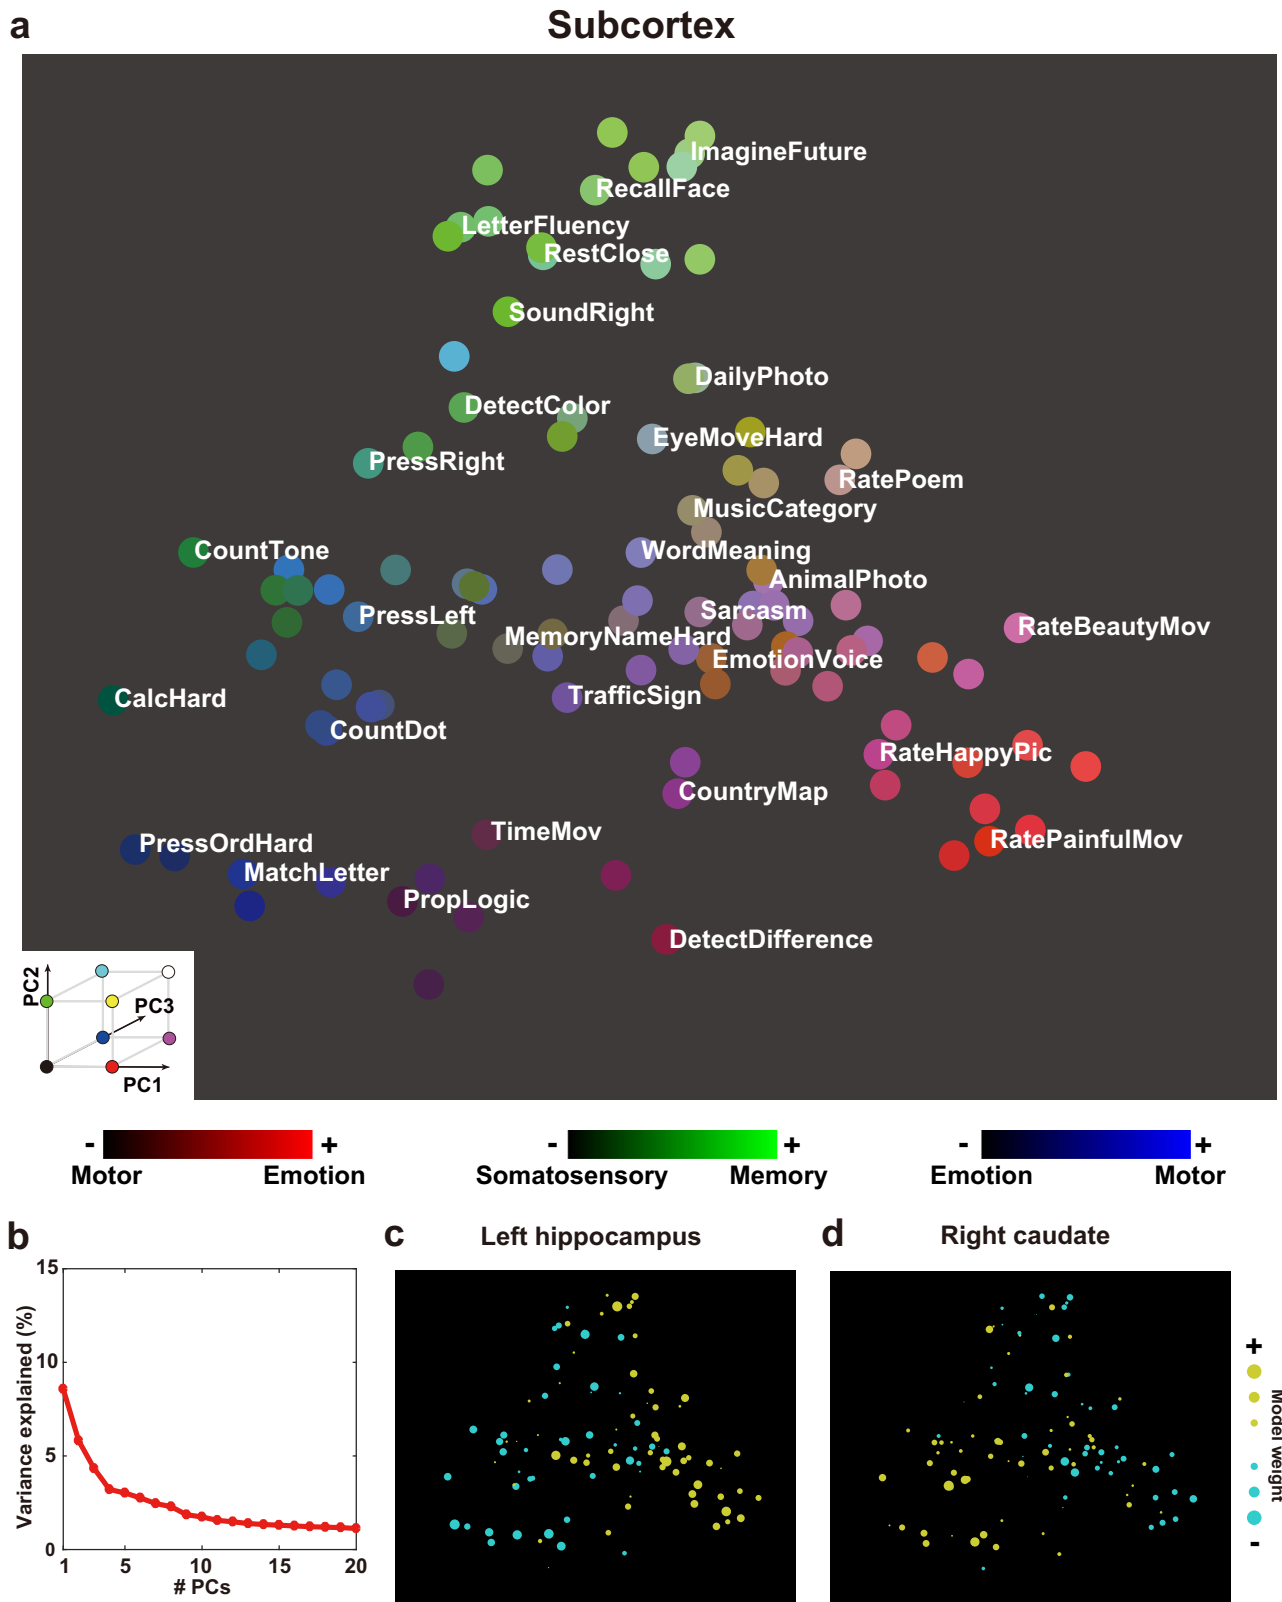 a
Subcortex
ImagineFuture
RecallFace
LetterFluency
RestClose
SoundRight
DailyPhoto
DetectColor
EyeMoveHard
PressRight
RatePoem
MusicCategory
CountTone
WordMeaning
AnimalPhoto
PressLeft
Sarcasm
MemoryNameHard
RateBeautyMov
EmotionVoice
CalcHard
TrafficSign
CountDot
RateHappyPic
CountryMap
TimeMov
PressOrdHard
RatePainfulMov
MatchLetter
PropLogic
DetectDifference
PC2
PC3
PC1
- +
Motor Emotion
- +
Somatosensory Memory
- +
Emotion Motor
b
Variance explained (%)
15
10
5
0
1 5 10 15 20
# PCs
c
Left hippocampus
d
Right caudate
+
Model weight
-